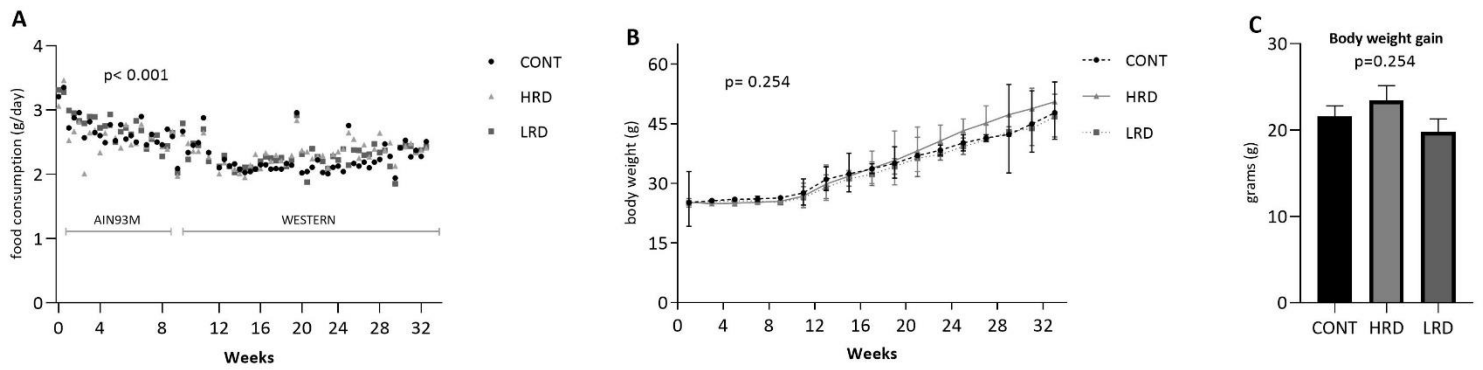 A
food consumption (g/day)
4
3
2
1
0
p< 0.001
AIN93M
WESTERN
0 4 8 12 16 20 24 28 32
Weeks
CONT
HRD
LRD
B
body weight (g)
60
45
30
15
0
p= 0.254
0 4 8 12 16 20 24 28 32
Weeks
CONT
HRD
LRD
C
Body weight gain
p=0.254
grams (g)
30
20
10
0
CONT HRD LRD